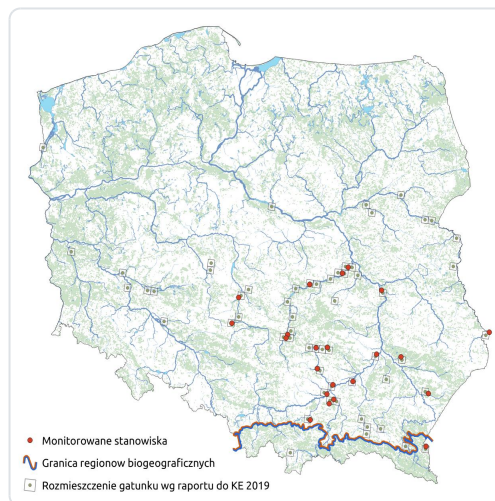 Monitorowane stanowiska
Granica regionow biogeograficznych
Rozmieszczenie gatunku wg raportu do KE 2019